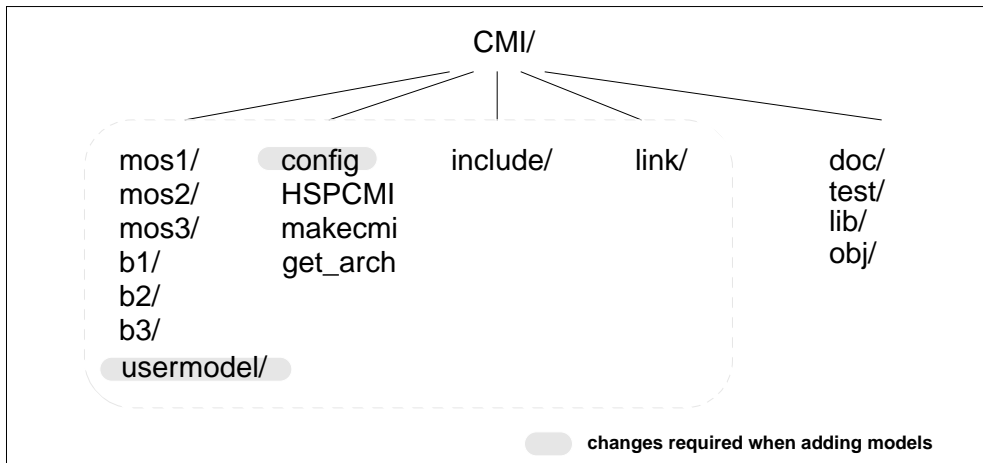 CMI/
mos1/
mos2/
mos3/
b1/
b2/
b3/
usermodel/
config
HSPCMI
makecmi
get_arch
include/
link/
doc/
test/
lib/
obj/
changes required when adding models